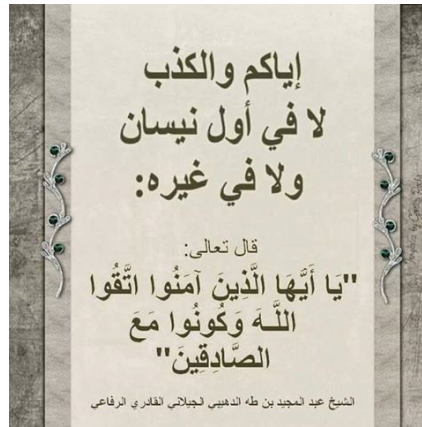 إياكم والكذب
لا في أول نيسان
ولا في غيره:
قال تعالى:
"يَا أَيُّهَا الَّذِينَ آمَنُوا اتَّقُوا
اللَّـهَ وَكُونُوا مَعَ
الصَّادِقِينَ"
الشيخ عبد المجيد بن طه الدهيبي الجيلاني القادري الرفاعي